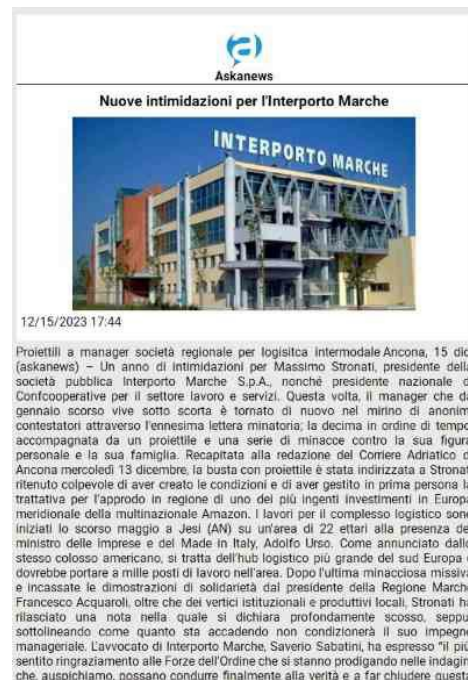 Askanews
Nuove intimidazioni per l'Interporto Marche
INTERPORTO MARCHE
12/15/2023 17:44
Proiettili a manager società regionale per logisitca intermodale Ancona, 15 dic
(askanews) – Un anno di intimidazioni per Massimo Stronati, presidente della
società pubblica Interporto Marche S.p.A., nonché presidente nazionale d
Confcooperative per il settore lavoro e servizi. Questa volta, il manager che da
gennaio scorso vive sotto scorta è tornato di nuovo nel mirino di anonim
contestatori attraverso l'ennesima lettera minatoria; la decima in ordine di tempo
accompagnata da un proiettile e una serie di minacce contro la sua figura
personale e la sua famiglia. Recapitata alla redazione del Corriere Adriatico d
Ancona mercoledì 13 dicembre, la busta con proiettile è stata indirizzata a Stronat
ritenuto colpevole di aver creato le condizioni e di aver gestito in prima persona la
trattativa per l'approdo in regione di uno dei più ingenti investimenti in Europa
meridionale della multinazionale Amazon. I lavori per il complesso logistico sono
iniziati lo scorso maggio a Jesi (AN) su un'area di 22 ettari alla presenza de
ministro delle Imprese e del Made in Italy, Adolfo Urso. Come annunciato dallo
stesso colosso americano, si tratta dell'hub logistico più grande del sud Europa e
dovrebbe portare a mille posti di lavoro nell'area. Dopo l'ultima minacciosa missiva
e incassate le dimostrazioni di solidarietà dal presidente della Regione Marche
Francesco Acquaroli, oltre che dei vertici istituzionali e produttivi locali, Stronati ha
rilasciato una nota nella quale si dichiara profondamente scosso, seppu
sottolineando come quanto sta accadendo non condizionerà il suo impegno
manageriale. L'avvocato di Interporto Marche, Saverio Sabatini, ha espresso "il più
sentito ringraziamento alle Forze dell'Ordine che si stanno prodigando nelle indagin
che, auspichiamo, possano condurre finalmente alla verità e a far chiudere questa